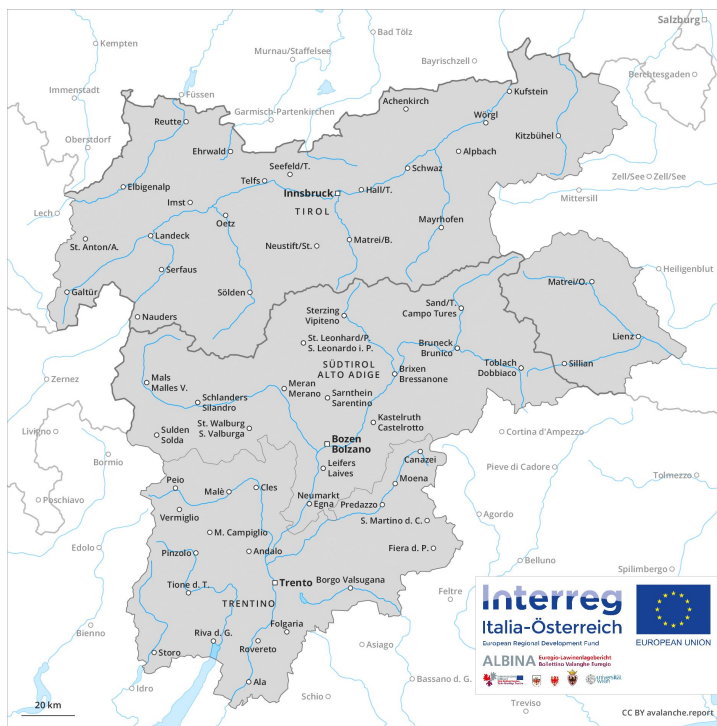 Salzburg
Kempten
Bad Tölz
Murnau/Staffelsee
Bayrischzell
Berchtesgaden
Immenstadt
Füssen
Garmisch-Partenkirchen
Achenkirch
Kufstein
Reutte
Wörgl
Oberstdorf
Kitzbühel
Ehrwald
Alpbach
Seefeld/T.
Schwaz
Telfs
Zell/See
Zell/See
Elbigenalp
Innsbruck
Hall/T.
Mittersill
Imst
TIROL
Lech
Oetz
Mayrhofen
Landeck
St. Anton/A.
Neustift/St.
Matrei/B.
Serfaus
Heiligenblut
Galtür
Sölden
Matrei/O.
Nauders
Sterzing
Vipiteno
Sand/T.
Campo Tures
Lienz
St. Leonhard/P.
S. Leonardo i. P.
Bruneck
Brunico
Toblach
Dobbiaco
Sillian
SÜDTIROL
ALTO ADIGE
Brixen
Bressanone
Zernez
Mals
Malles V.
Meran
Merano
Schlanders
Silandro
Sarnthein
Sarentino
St. Walburg
S. Valburga
Kastelruth
Castelrotto
Livigno
Sulden
Solda
Bozen
Bolzano
Cortina d'Ampezzo
Bormio
Canazei
Pieve di Cadore
Leifers
Laives
Tolmezzo
Poschiavo
Peio
Malè
Cles
Moena
Neumarkt
Egna
Predazzo
Vermiglio
Agordo
S. Martino d. C.
M. Campiglio
Edolo
Pinzolo
Andalo
Fiera d. P.
Belluno
Spilimbergo
Trento
Borgo Valsugana
Tione d. T.
Feltre
TRENTINO
Folgaria
Bienno
Riva d. G.
Rovereto
Asiago
Storo
Idro
Ala
Schio
Bassano d. G.
Treviso
20 km
Interreg
Italia-Österreich
European Regional Development Fund
EUROPEAN UNION
ALBINA
Euregio-Lawinenlagebericht
Bollettino Valanghe Euregio
universität
wien
CC BY avalanche.report